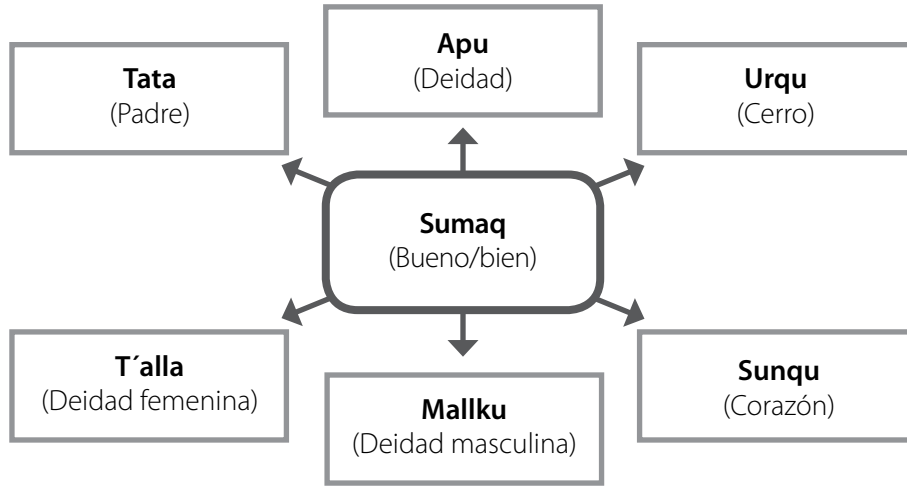 Apu
(Deidad)
Tata
(Padre)
Urqu
(Cerro)
Sumaq
(Bueno/bien)
T´alla
(Deidad femenina)
Mallku
(Deidad masculina)
Sunqu
(Corazón)